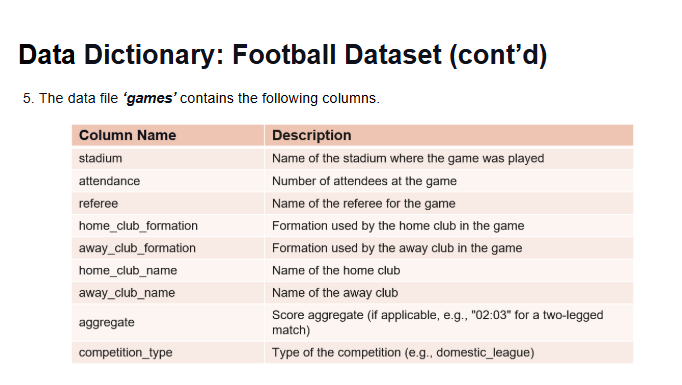 Data Dictionary: Football Dataset (cont’d)
5. The data file ‘games’ contains the following columns.
Column Name Description
stadium Name of the stadium where the game was played
attendance Number of attendees at the game
referee Name of the referee for the game
home_club_formation Formation used by the home club in the game
away_club_formation Formation used by the away club in the game
home_club_name Name of the home club
away_club_name Name of the away club
aggregate Score aggregate (if applicable, e.g., "02:03" for a two-legged
match)
competition_type Type of the competition (e.g., domestic_league)